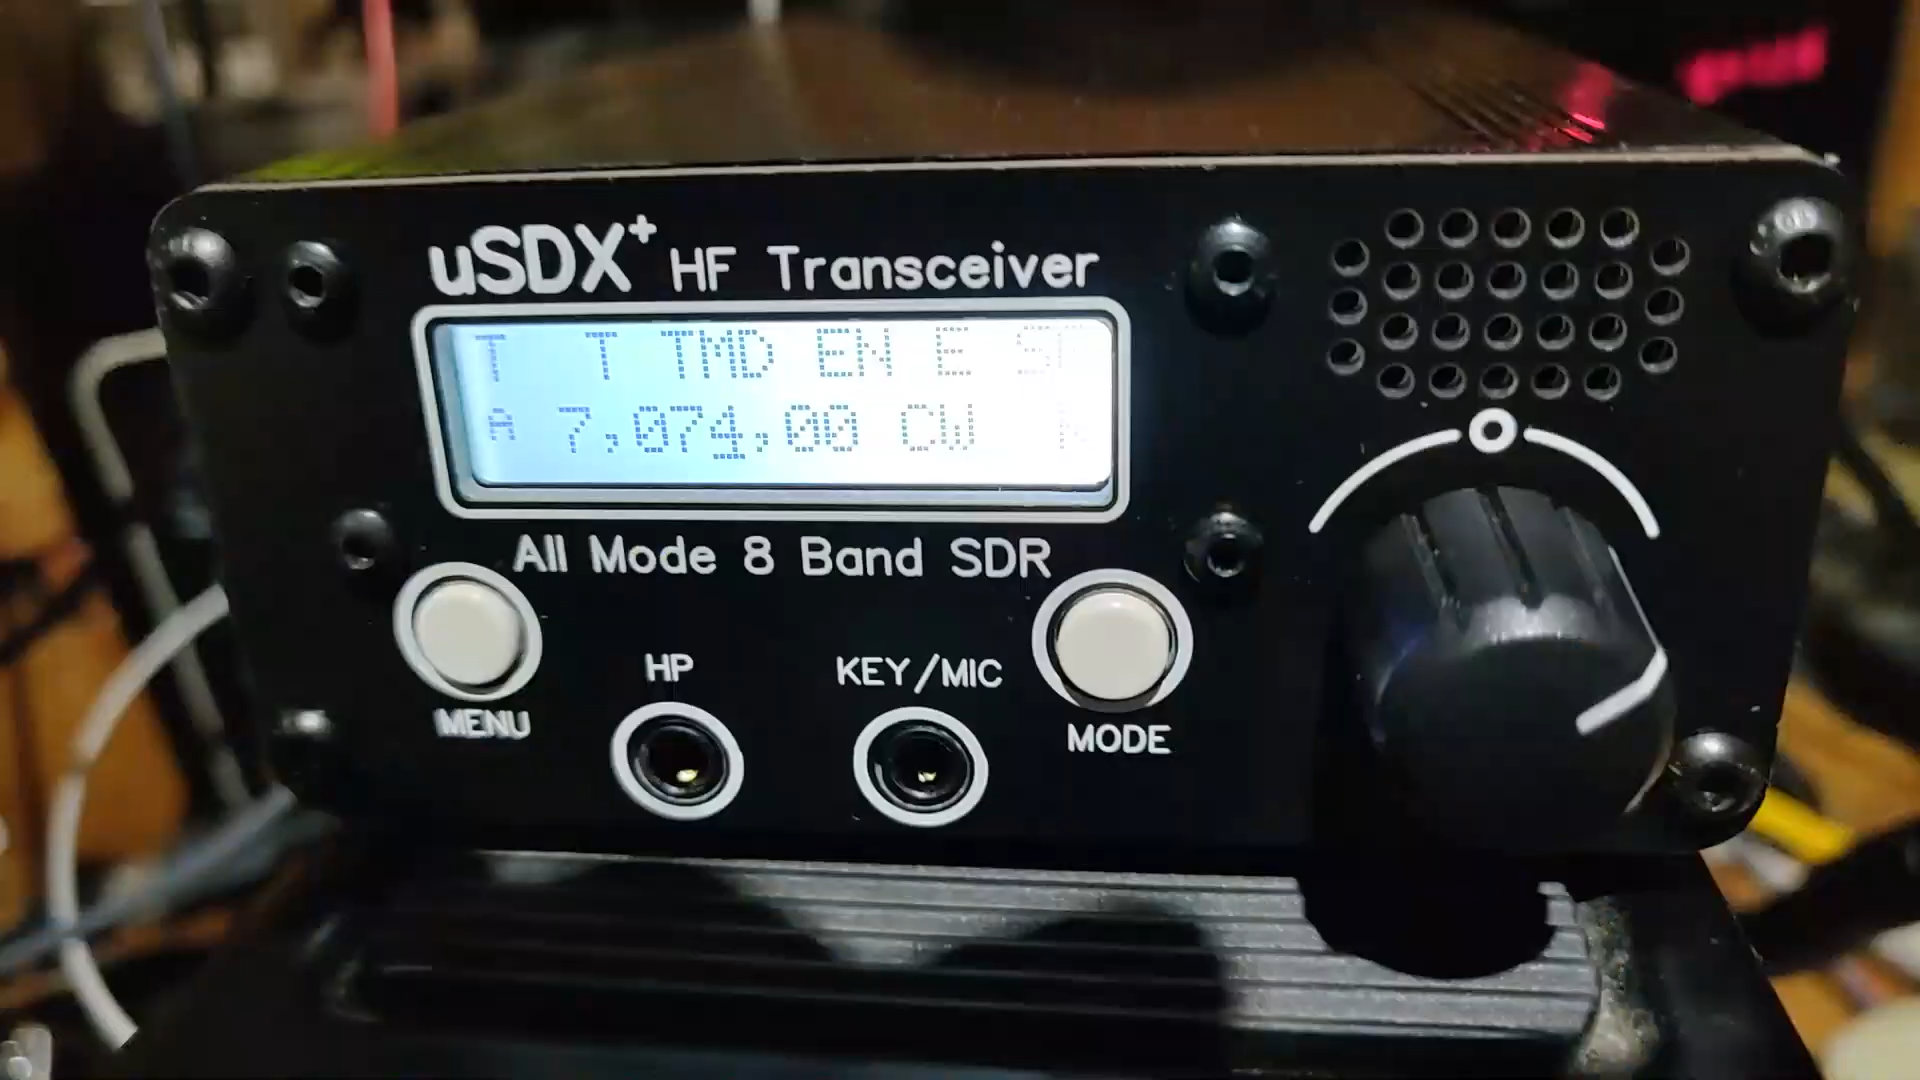 uSDX+ HF Transceiver
T T TMD EN E
R 7,074,00 CW R
All Mode 8 Band SDR
HP
KEY/MIC
MENU
MODE